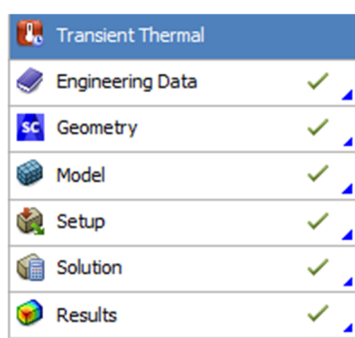 Transient Thermal
Engineering Data
SC Geometry
Model
Setup
Solution
Results